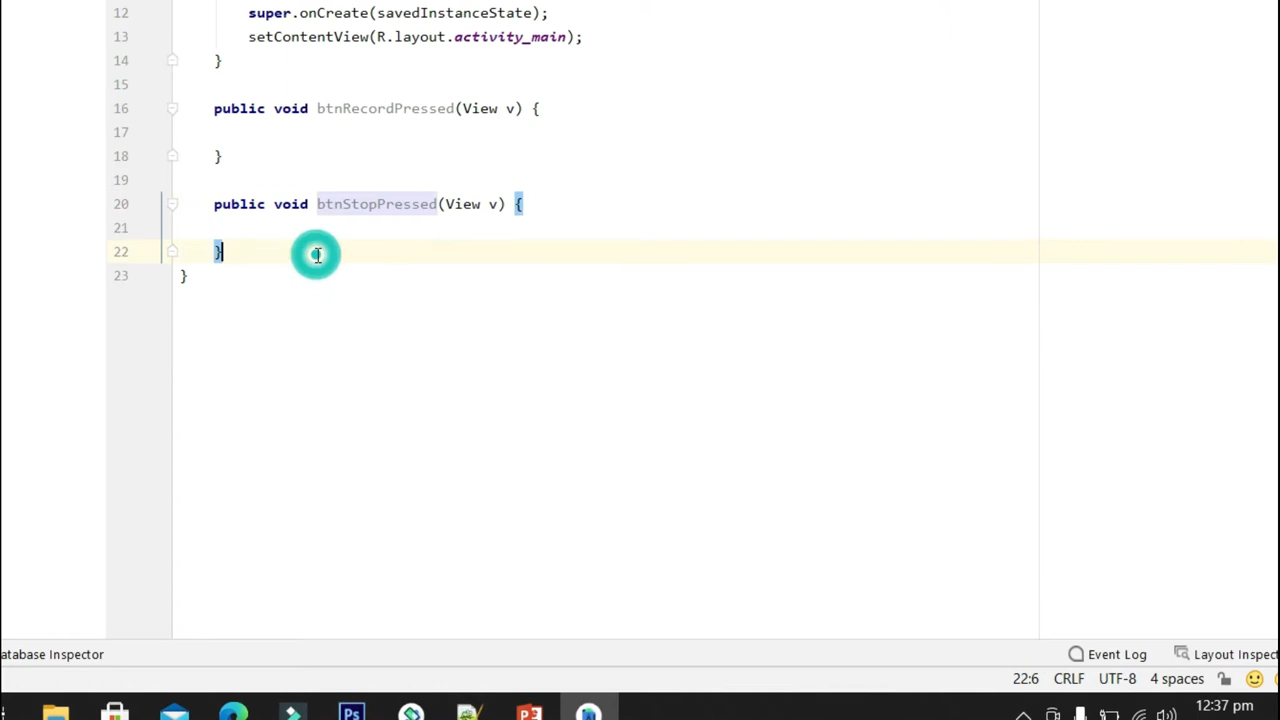 12 super.onCreate(savedInstanceState);
13 setContentView(R.layout.activity_main);
14 }
15
16 public void btnRecordPressed(View v) {
17
18 }
19
20 public void btnStopPressed(View v) {
21
22 }
23 }
atabase Inspector Event Log Layout Inspect
22:6 CRLF UTF-8 4 spaces
Ps 12:37 pm